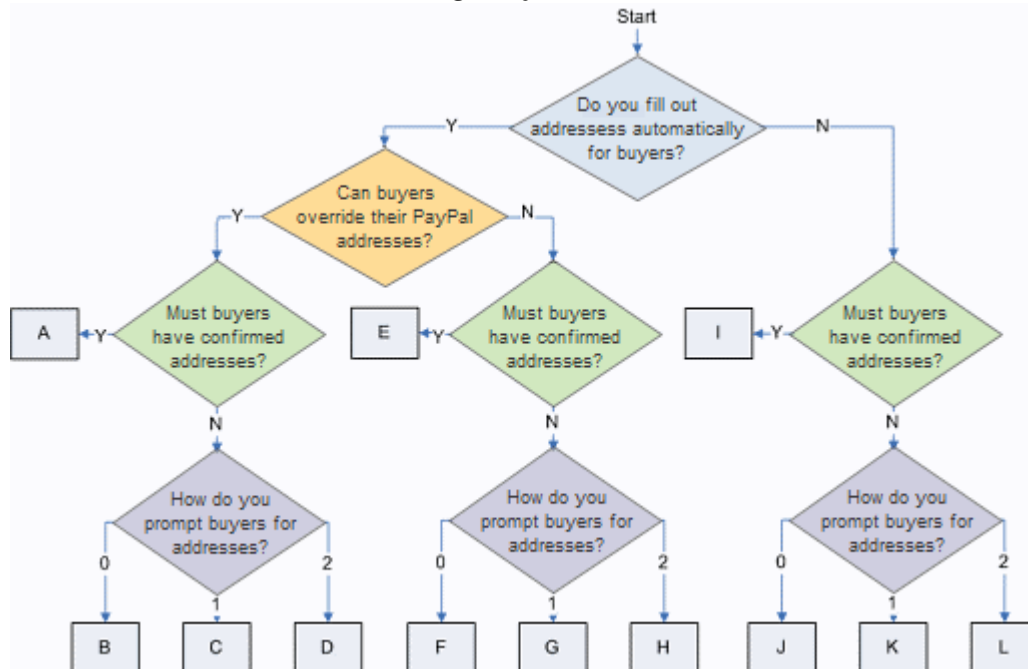 Start
Do you fill out
addressess automatically
for buyers?
Y
N
Can buyers
override their PayPal
addresses?
Y
N
Must buyers
have confirmed
addresses?
Must buyers
have confirmed
addresses?
Must buyers
have confirmed
addresses?
A
Y
E
Y
I
Y
N
N
N
How do you
prompt buyers for
addresses?
How do you
prompt buyers for
addresses?
How do you
prompt buyers for
addresses?
0
2
0
2
0
2
1
1
1
B
C
D
F
G
H
J
K
L